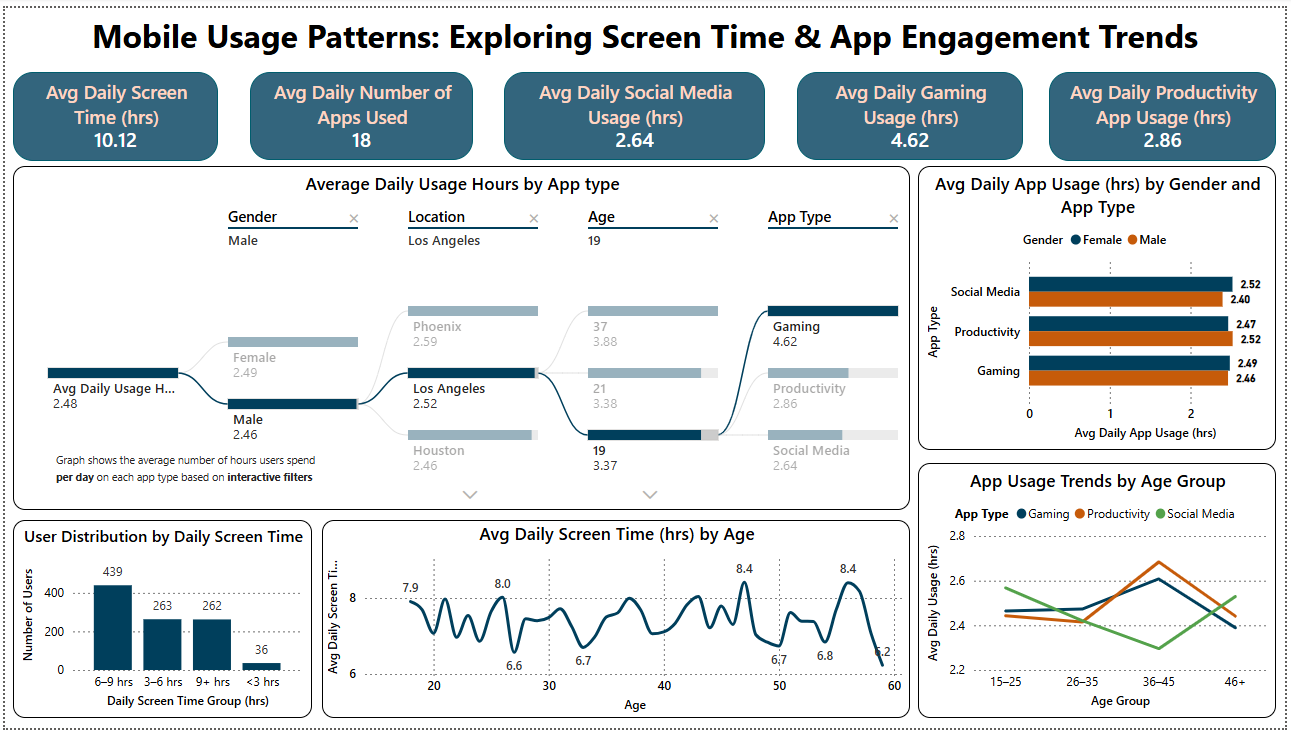 Mobile Usage Patterns: Exploring Screen Time & App Engagement Trends
Avg Daily Screen
Time (hrs)
10.12
Avg Daily Number of
Apps Used
18
Avg Daily Social Media
Usage (hrs)
2.64
Avg Daily Gaming
Usage (hrs)
4.62
Avg Daily Productivity
App Usage (hrs)
2.86
Average Daily Usage Hours by App type
Gender
Male
Location
Los Angeles
Age
19
App Type
Avg Daily Usage H...
2.48
Female
2.49
Male
2.46
Phoenix
2.59
Los Angeles
2.52
Houston
2.46
37
3.88
21
3.38
19
3.37
Gaming
4.62
Productivity
2.86
Social Media
2.64
Graph shows the average number of hours users spend
per day on each app type based on interactive filters
Avg Daily App Usage (hrs) by Gender and
App Type
Gender Female Male
App Type
Social Media 2.52 2.40
Productivity 2.47 2.52
Gaming 2.49 2.46
0 1 2
Avg Daily App Usage (hrs)
User Distribution by Daily Screen Time
Number of Users
400
200
0
439 263 262 36
6–9 hrs 3–6 hrs 9+ hrs <3 hrs
Daily Screen Time Group (hrs)
Avg Daily Screen Time (hrs) by Age
Avg Daily Screen Ti...
8
6
7.9 8.0 6.6 6.7 8.4 6.7 6.8 8.4 6.2
20 30 40 50 60
Age
App Usage Trends by Age Group
App Type Gaming Productivity Social Media
Avg Daily Usage (hrs)
2.8
2.6
2.4
2.2
15–25 26–35 36–45 46+
Age Group